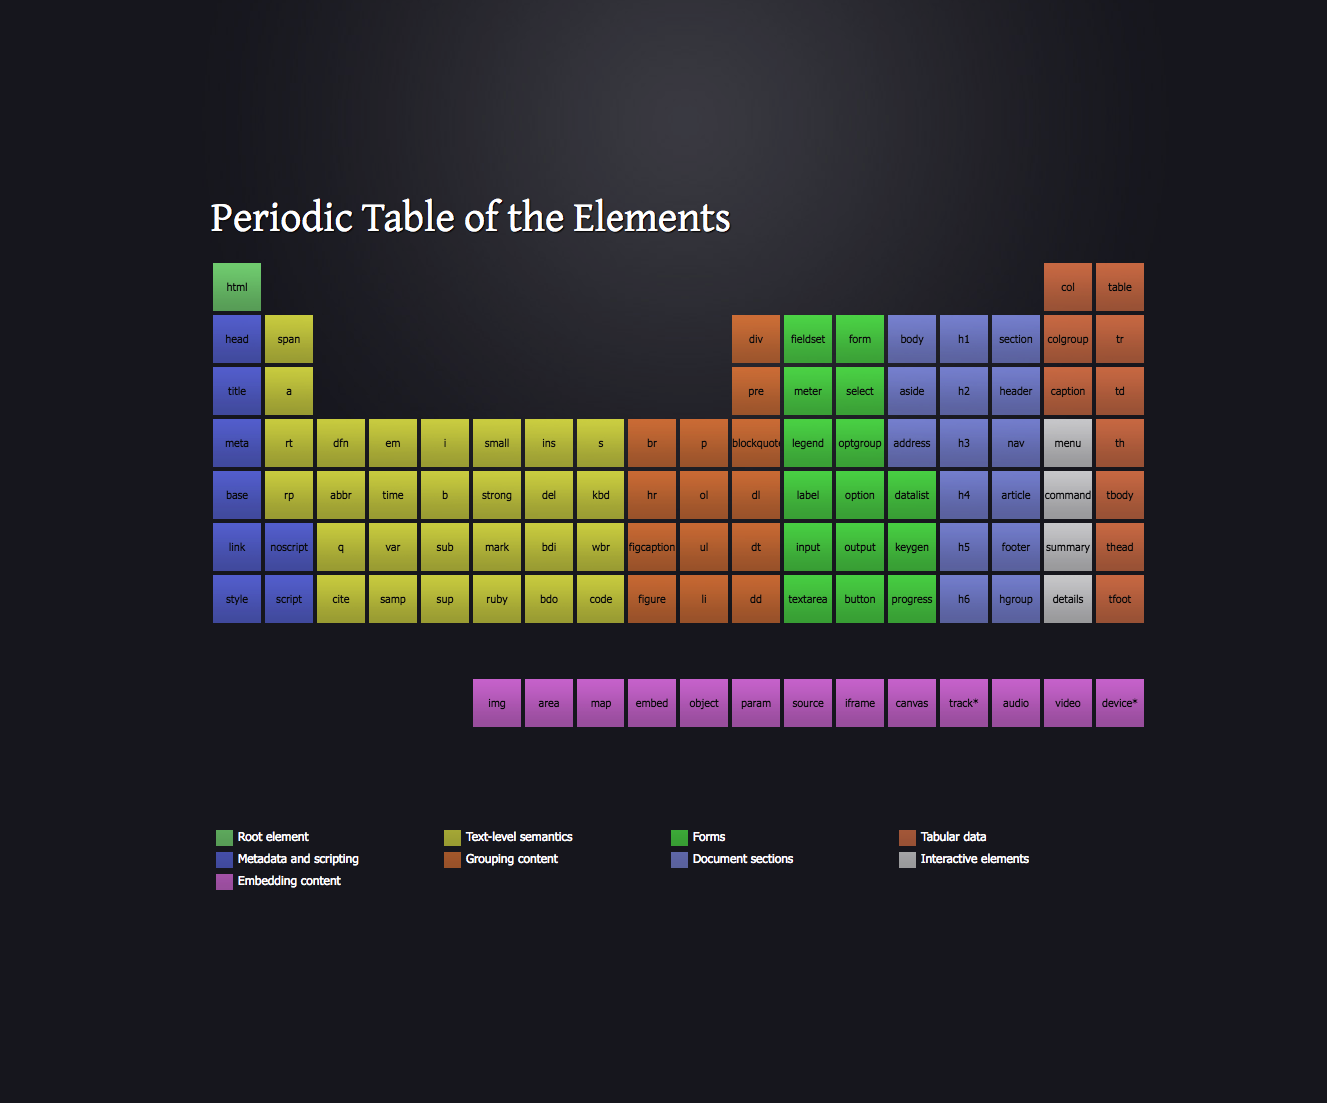 Periodic Table of the Elements
html col table
head span div fieldset form body h1 section colgroup tr
title a pre meter select aside h2 header caption td
meta rt dfn em i small ins s br p blockquote legend optgroup address h3 nav menu th
base rp abbr time b strong del kbd hr ol dl label option datalist h4 article command tbody
link noscript q var sub mark bdi wbr figcaption ul dt input output keygen h5 footer summary thead
style script cite samp sup ruby bdo code figure li dd textarea button progress h6 hgroup details tfoot
img area map embed object param source iframe canvas track* audio video device*
Root element Text-level semantics Forms Tabular data
Metadata and scripting Grouping content Document sections Interactive elements
Embedding content